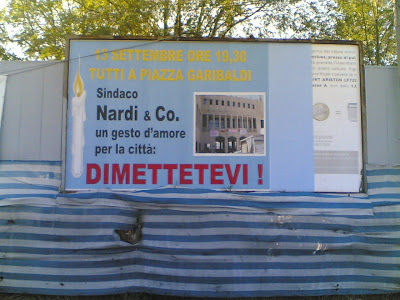 13 SETTEMBRE ORE 19,30
TUTTI A PIAZZA GARIBALDI
Sindaco
Nardi & Co.
un gesto d'amore
per la città:
DIMETTETEVI !